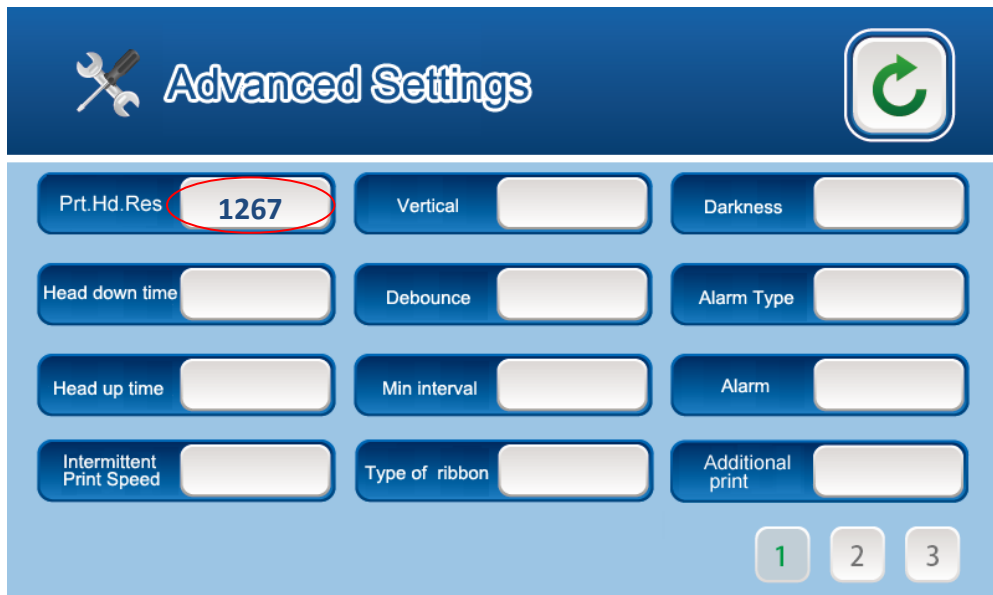 Advanced Settings
Prt.Hd.Res 1267
Vertical
Darkness
Head down time
Debounce
Alarm Type
Head up time
Min interval
Alarm
Intermittent
Print Speed
Type of ribbon
Additional
print
1 2 3